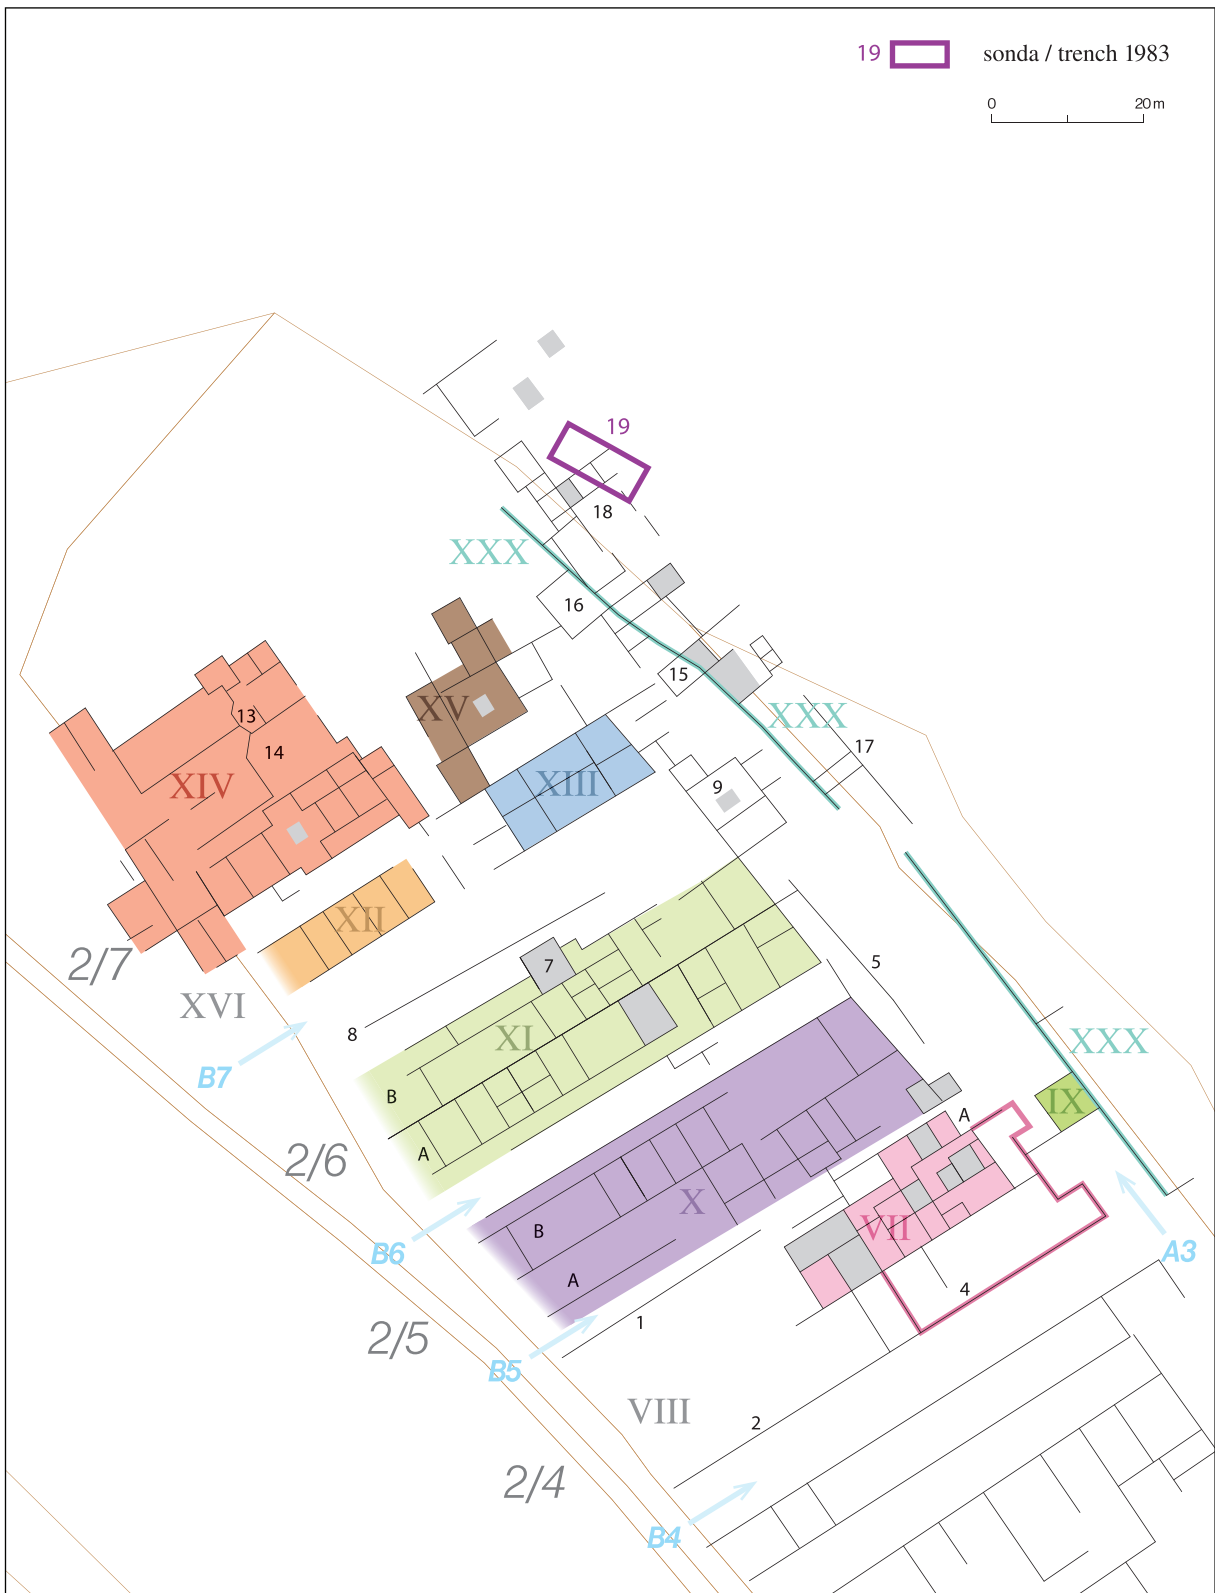 19 sonda / trench 1983
0 20 m
19
18
XXX
16
15
13
XV
XXX
14
17
XIV
XIII
9
XII
2/7
7
5
XVI
8
XI
XXX
B7
B
IX
A
A
2/6
X
B
VII
B6
A3
A
4
1
2/5
B5
VIII
2
2/4
B4